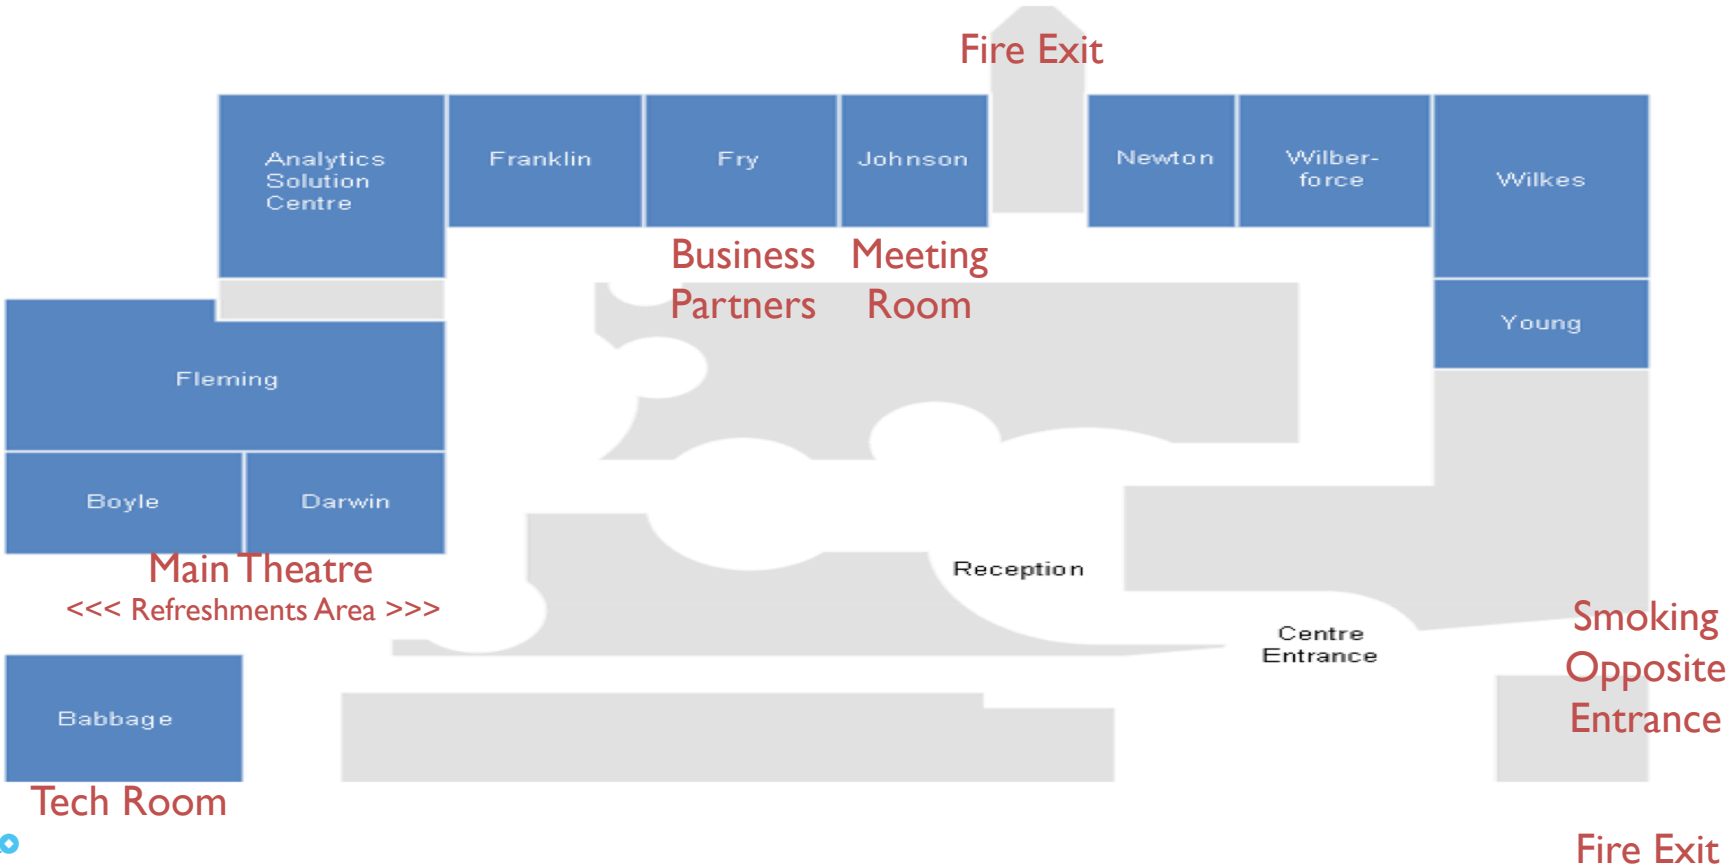 Fire Exit
Analytics
Solution
Centre
Franklin
Fry
Johnson
Newton
Wilber-
force
Wilkes
Business
Partners
Meeting
Room
Young
Fleming
Boyle
Darwin
Main Theatre
<<< Refreshments Area >>>
Reception
Centre
Entrance
Smoking
Opposite
Entrance
Babbage
Tech Room
Fire Exit